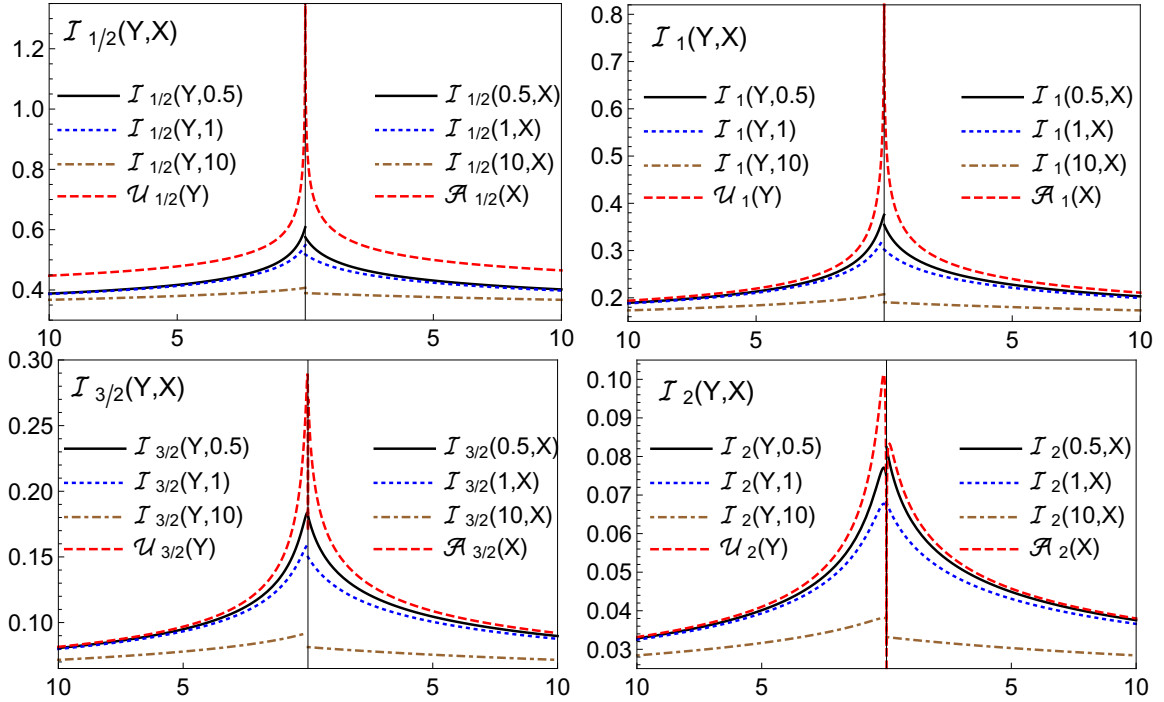 𝓘 1/2(Y,X)
1.2
1.0
0.8
0.6
0.4
𝓘 1/2(Y,0.5) 𝓘 1/2(0.5,X)
𝓘 1/2(Y,1) 𝓘 1/2(1,X)
𝓘 1/2(Y,10) 𝓘 1/2(10,X)
𝓤 1/2(Y) 𝓐 1/2(X)
10 5 5 10
𝓘 1(Y,X)
0.8
0.7
0.6
0.5
0.4
0.3
0.2
𝓘 1(Y,0.5) 𝓘 1(0.5,X)
𝓘 1(Y,1) 𝓘 1(1,X)
𝓘 1(Y,10) 𝓘 1(10,X)
𝓤 1(Y) 𝓐 1(X)
10 5 5 10
𝓘 3/2(Y,X)
0.30
0.25
0.20
0.15
0.10
𝓘 3/2(Y,0.5) 𝓘 3/2(0.5,X)
𝓘 3/2(Y,1) 𝓘 3/2(1,X)
𝓘 3/2(Y,10) 𝓘 3/2(10,X)
𝓤 3/2(Y) 𝓐 3/2(X)
10 5 5 10
𝓘 2(Y,X)
0.10
0.09
0.08
0.07
0.06
0.05
0.04
0.03
𝓘 2(Y,0.5) 𝓘 2(0.5,X)
𝓘 2(Y,1) 𝓘 2(1,X)
𝓘 2(Y,10) 𝓘 2(10,X)
𝓤 2(Y) 𝓐 2(X)
10 5 5 10